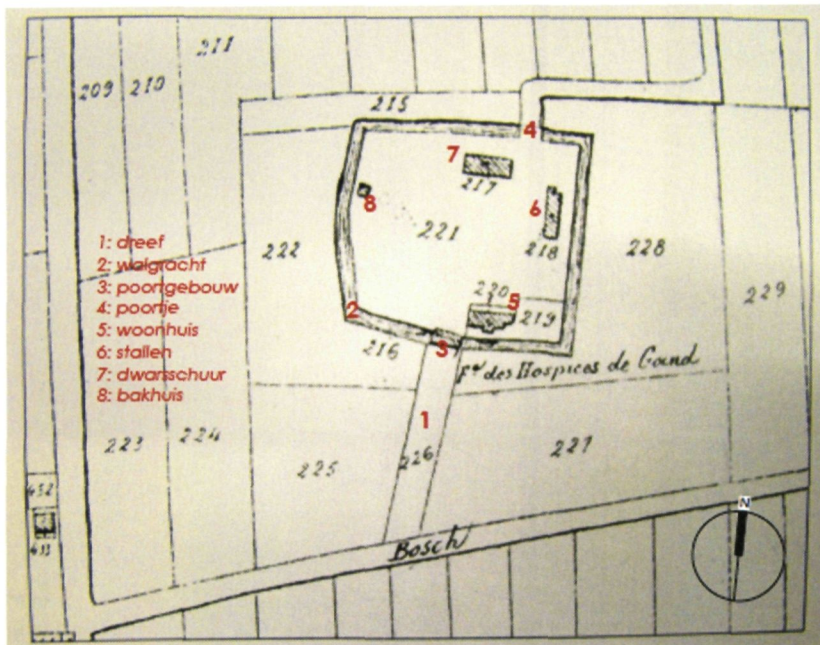 211
209 210
215
4
7
217
8
6
221
218
222
228
1: dreef
2: walgracht
3: poortgebouw
4: poortje
5: woonhuis
6: stallen
7: dwarsschuur
8: bakhuis
220 5
229
2
219
216
3
F.e des Hospices de Gand
1
223 224
225
226
227
432
433
Bosch
N